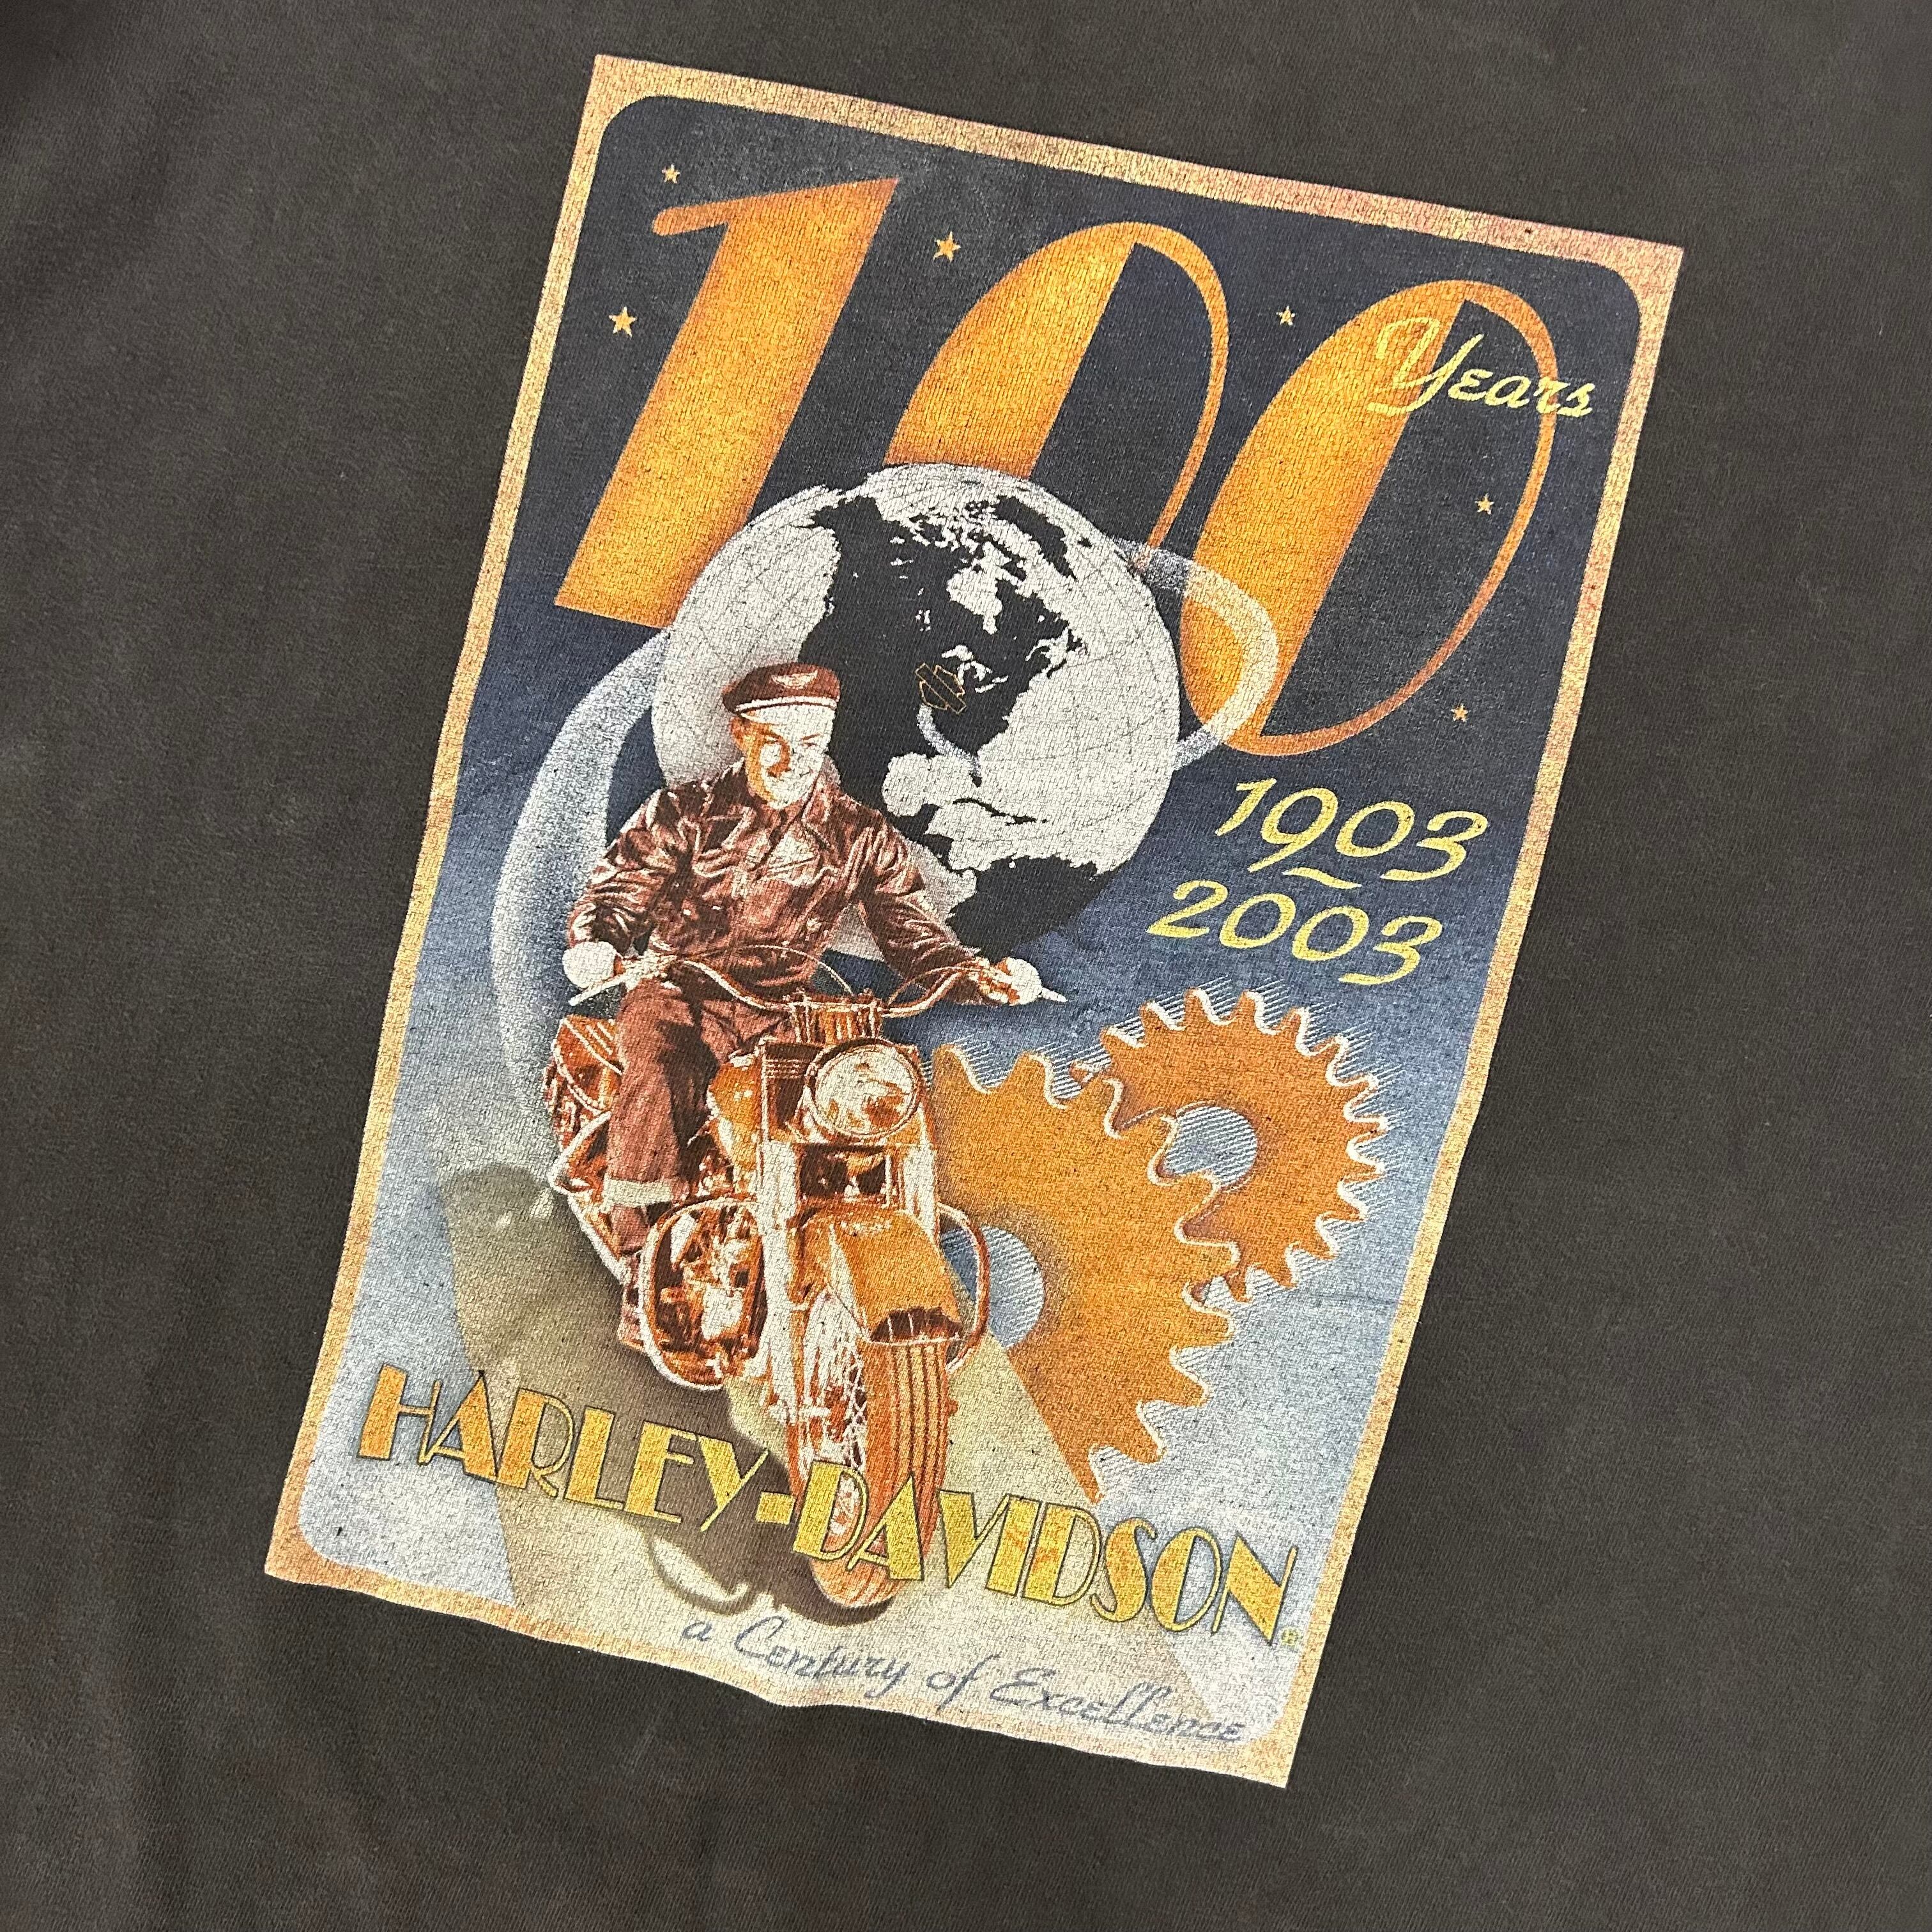 100
Years
1903
~
2003
HARLEY-DAVIDSON®
a Century of Excellence